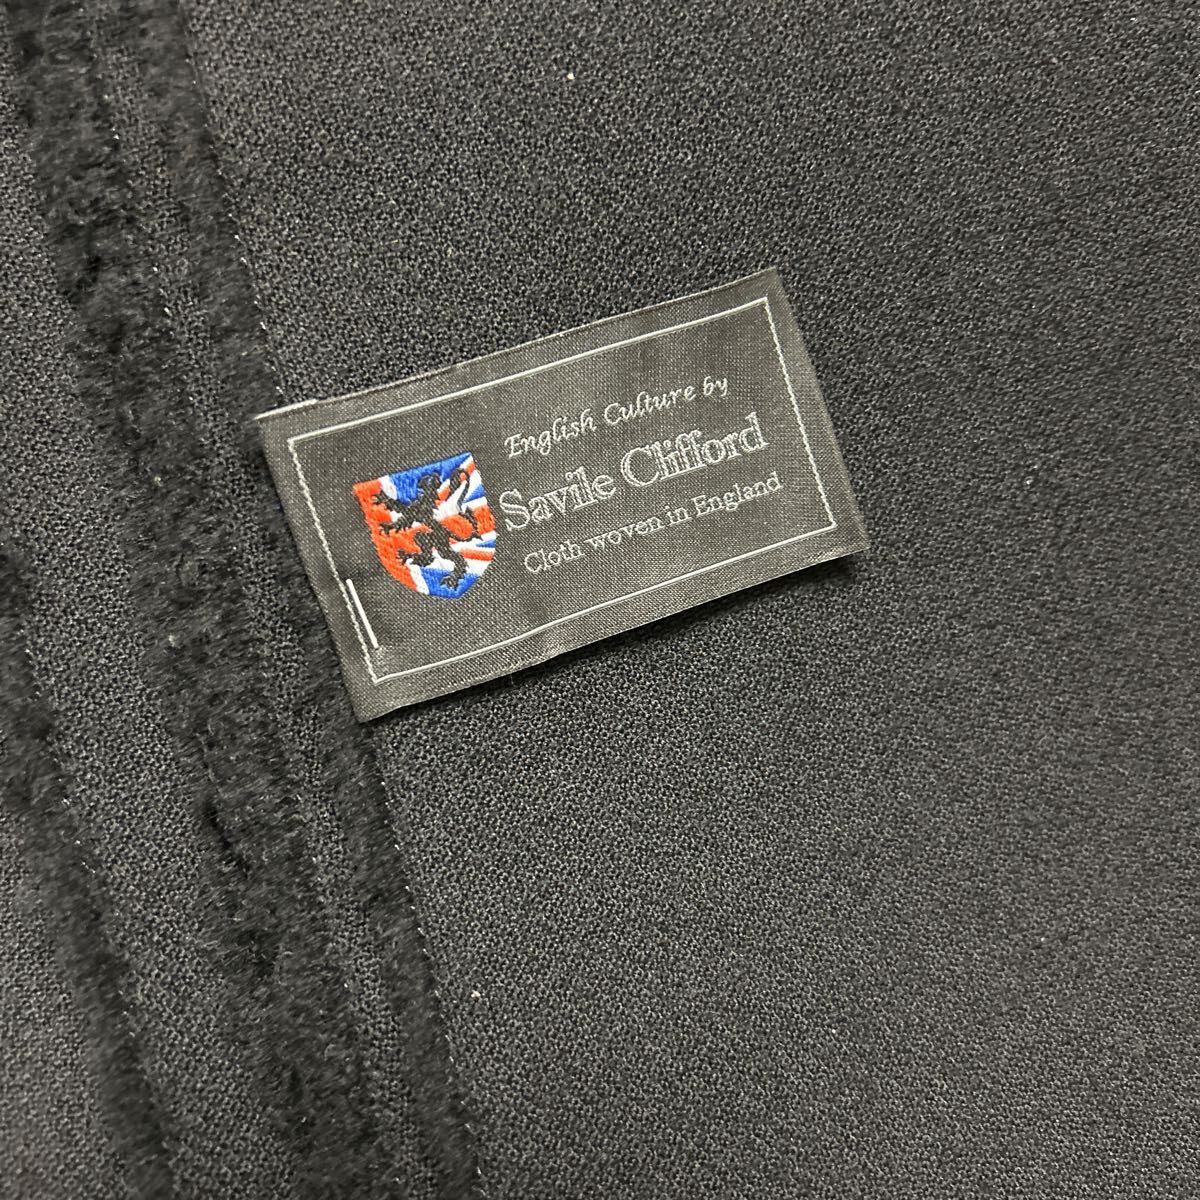 English Culture by
Savile Clifford
Cloth woven in England